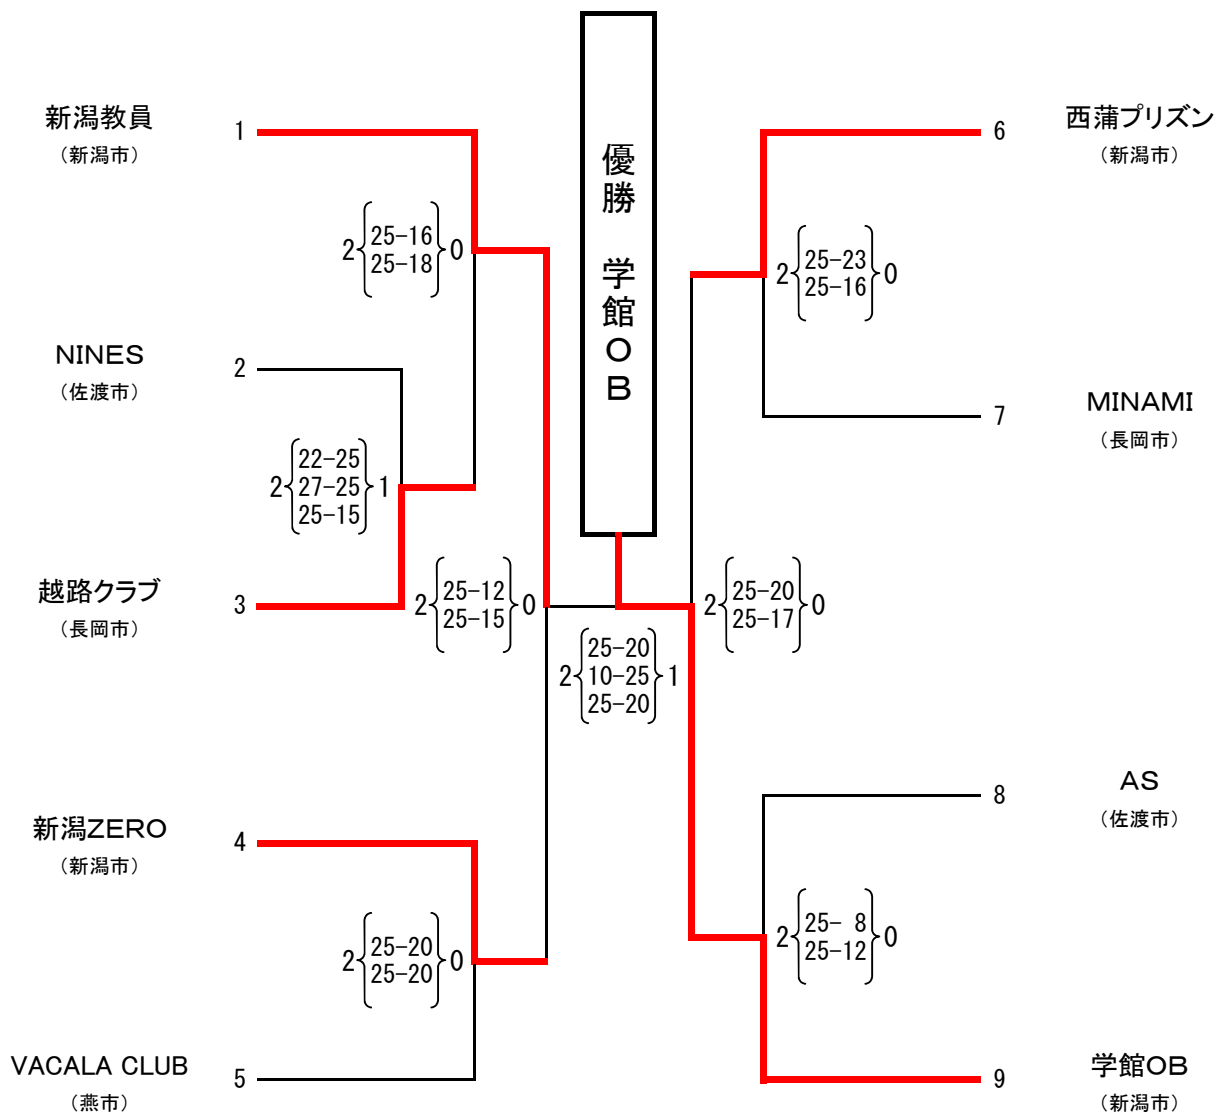 優勝　学館ＯＢ
新潟教員
（新潟市）
1
2 25-16 0
25-18
NINES
（佐渡市）
2
22-25
2 27-25 1
25-15
越路クラブ
（長岡市）
3
2 25-12 0
25-15
新潟ZERO
（新潟市）
4
2 25-20 0
25-20
VACALA CLUB
（燕市）
5
25-20
2 10-25 1
25-20
6
西蒲プリズン
（新潟市）
2 25-23 0
25-16
7
MINAMI
（長岡市）
2 25-20 0
25-17
8
AS
（佐渡市）
2 25- 8 0
25-12
9
学館OB
（新潟市）